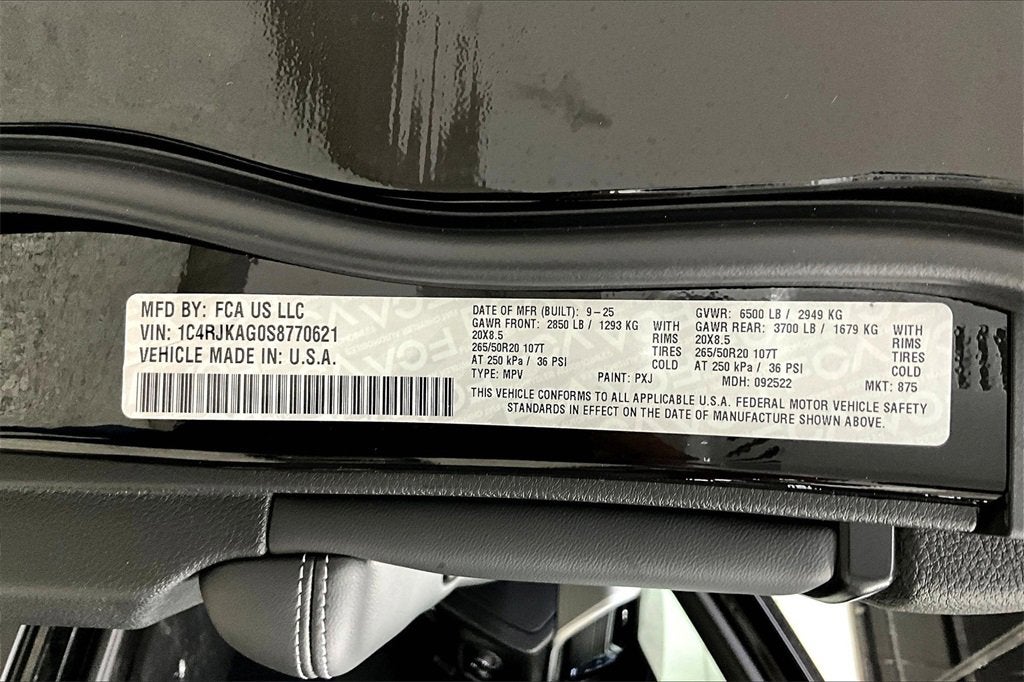 MFD BY: FCA US LLC
VIN: 1C4RJKAG0S8770621
VEHICLE MADE IN: U.S.A.
DATE OF MFR (BUILT): 9-25
GAWR FRONT: 2850 LB / 1293 KG
20X8.5 RIMS
265/50R20 107T TIRES
AT 250 kPa / 36 PSI COLD
TYPE: MPV PAINT: PXJ
GVWR: 6500 LB / 2949 KG
GAWR REAR: 3700 LB / 1679 KG
WITH 20X8.5 RIMS
265/50R20 107T TIRES
AT 250 kPa / 36 PSI COLD
MDH: 092522 MKT: 875
THIS VEHICLE CONFORMS TO ALL APPLICABLE U.S.A. FEDERAL MOTOR VEHICLE SAFETY
STANDARDS IN EFFECT ON THE DATE OF MANUFACTURE SHOWN ABOVE.